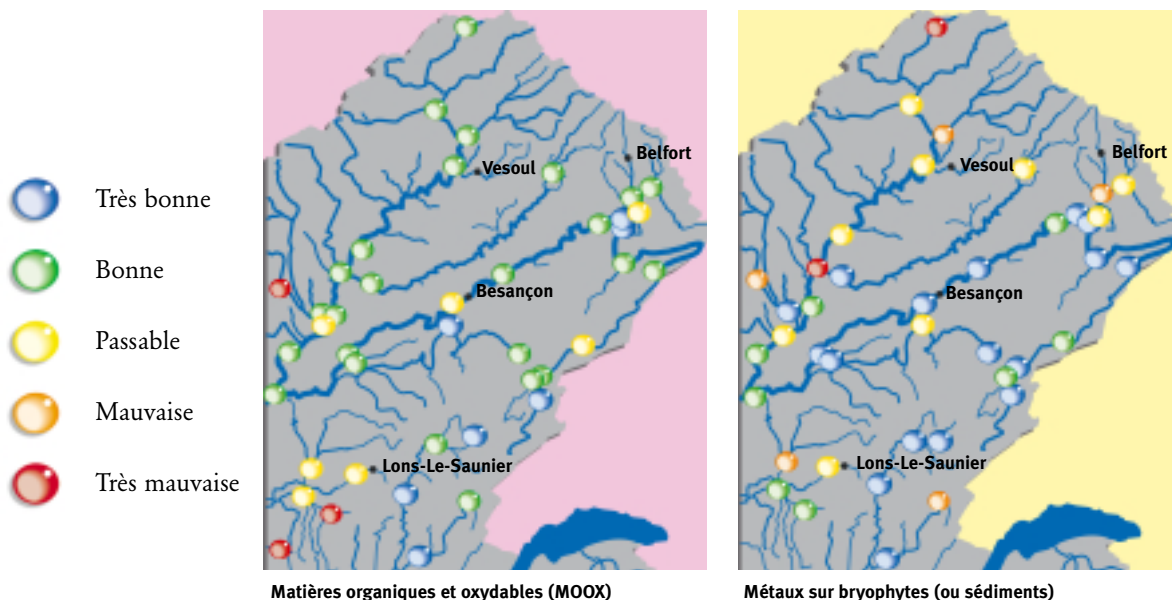 Très bonne
Bonne
Passable
Mauvaise
Très mauvaise
Belfort
Vesoul
Besançon
Lons-Le-Saunier
Matières organiques et oxydables (MOOX)
Belfort
Vesoul
Besançon
Lons-Le-Saunier
Métaux sur bryophytes (ou sédiments)